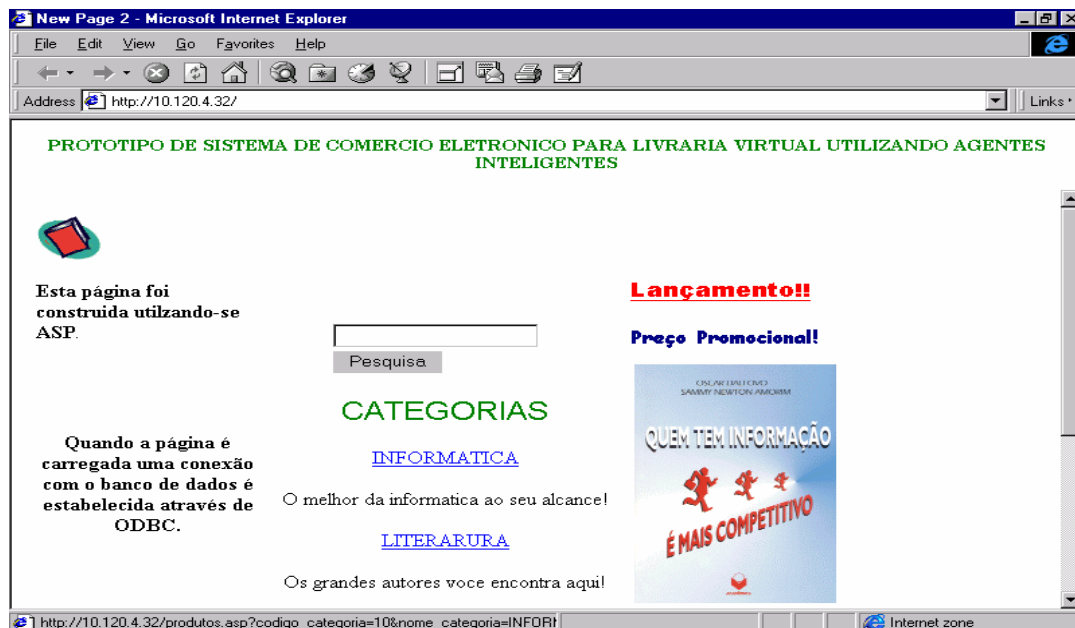 New Page 2 - Microsoft Internet Explorer
File Edit View Go Favorites Help
Address http://10.120.4.32/ Links
PROTOTIPO DE SISTEMA DE COMERCIO ELETRONICO PARA LIVRARIA VIRTUAL UTILIZANDO AGENTES
INTELIGENTES
Esta página foi
construida utilzando-se
ASP.
Quando a página é
carregada uma conexão
com o banco de dados é
estabelecida através de
ODBC.
Pesquisa
CATEGORIAS
INFORMATICA
O melhor da informatica ao seu alcance!
LITERARURA
Os grandes autores voce encontra aqui!
Lançamento!!
Preço Promocional!
OSCAR DALFOVO
SAMMY NEWTON AMORIM
QUEM TEM INFORMAÇÃO
É MAIS COMPETITIVO
http://10.120.4.32/produtos.asp?codigo_categoria=10&nome_categoria=INFORM Internet zone